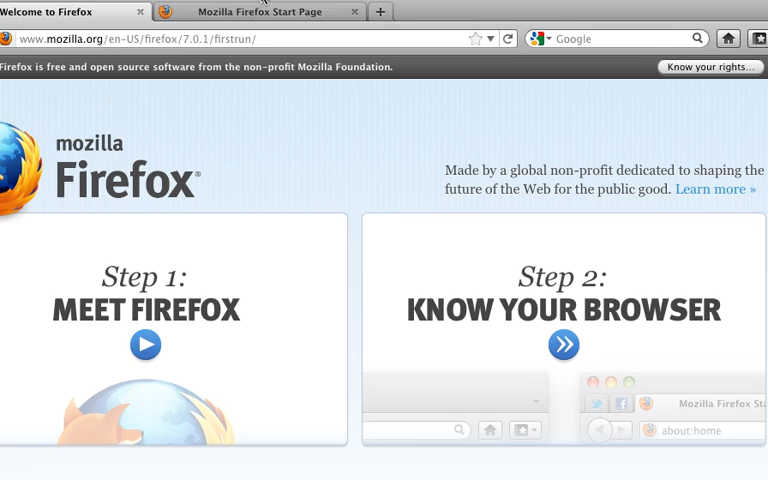 Welcome to Firefox
Mozilla Firefox Start Page
www.mozilla.org/en-US/firefox/7.0.1/firstrun/
Google
Firefox is free and open source software from the non-profit Mozilla Foundation.
Know your rights...
mozilla
Firefox®
Made by a global non-profit dedicated to shaping the
future of the Web for the public good. Learn more »
Step 1:
MEET FIREFOX
Step 2:
KNOW YOUR BROWSER
Mozilla Firefox Sta
about:home